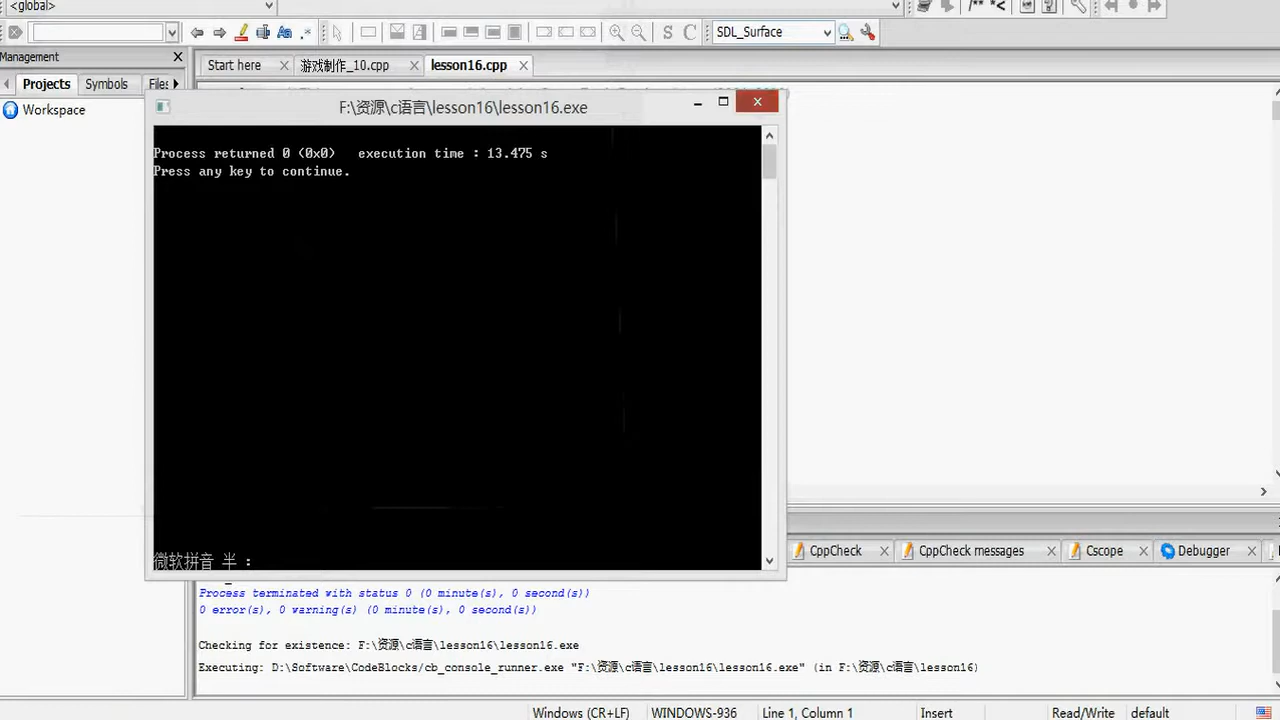 <global>
SDL_Surface
Management
Start here
游戏制作_10.cpp
lesson16.cpp
Projects
Symbols
Files
Workspace
F:\资源\c语言\lesson16\lesson16.exe
Process returned 0 (0x0)   execution time : 13.475 s
Press any key to continue.
微软拼音 半 :
CppCheck
CppCheck messages
Cscope
Debugger
Process terminated with status 0 (0 minute(s), 0 second(s))
0 error(s), 0 warning(s) (0 minute(s), 0 second(s))
Checking for existence: F:\资源\c语言\lesson16\lesson16.exe
Executing: D:\Software\CodeBlocks/cb_console_runner.exe "F:\资源\c语言\lesson16\lesson16.exe" (in F:\资源\c语言\lesson16)
Windows (CR+LF)
WINDOWS-936
Line 1, Column 1
Insert
Read/Write
default